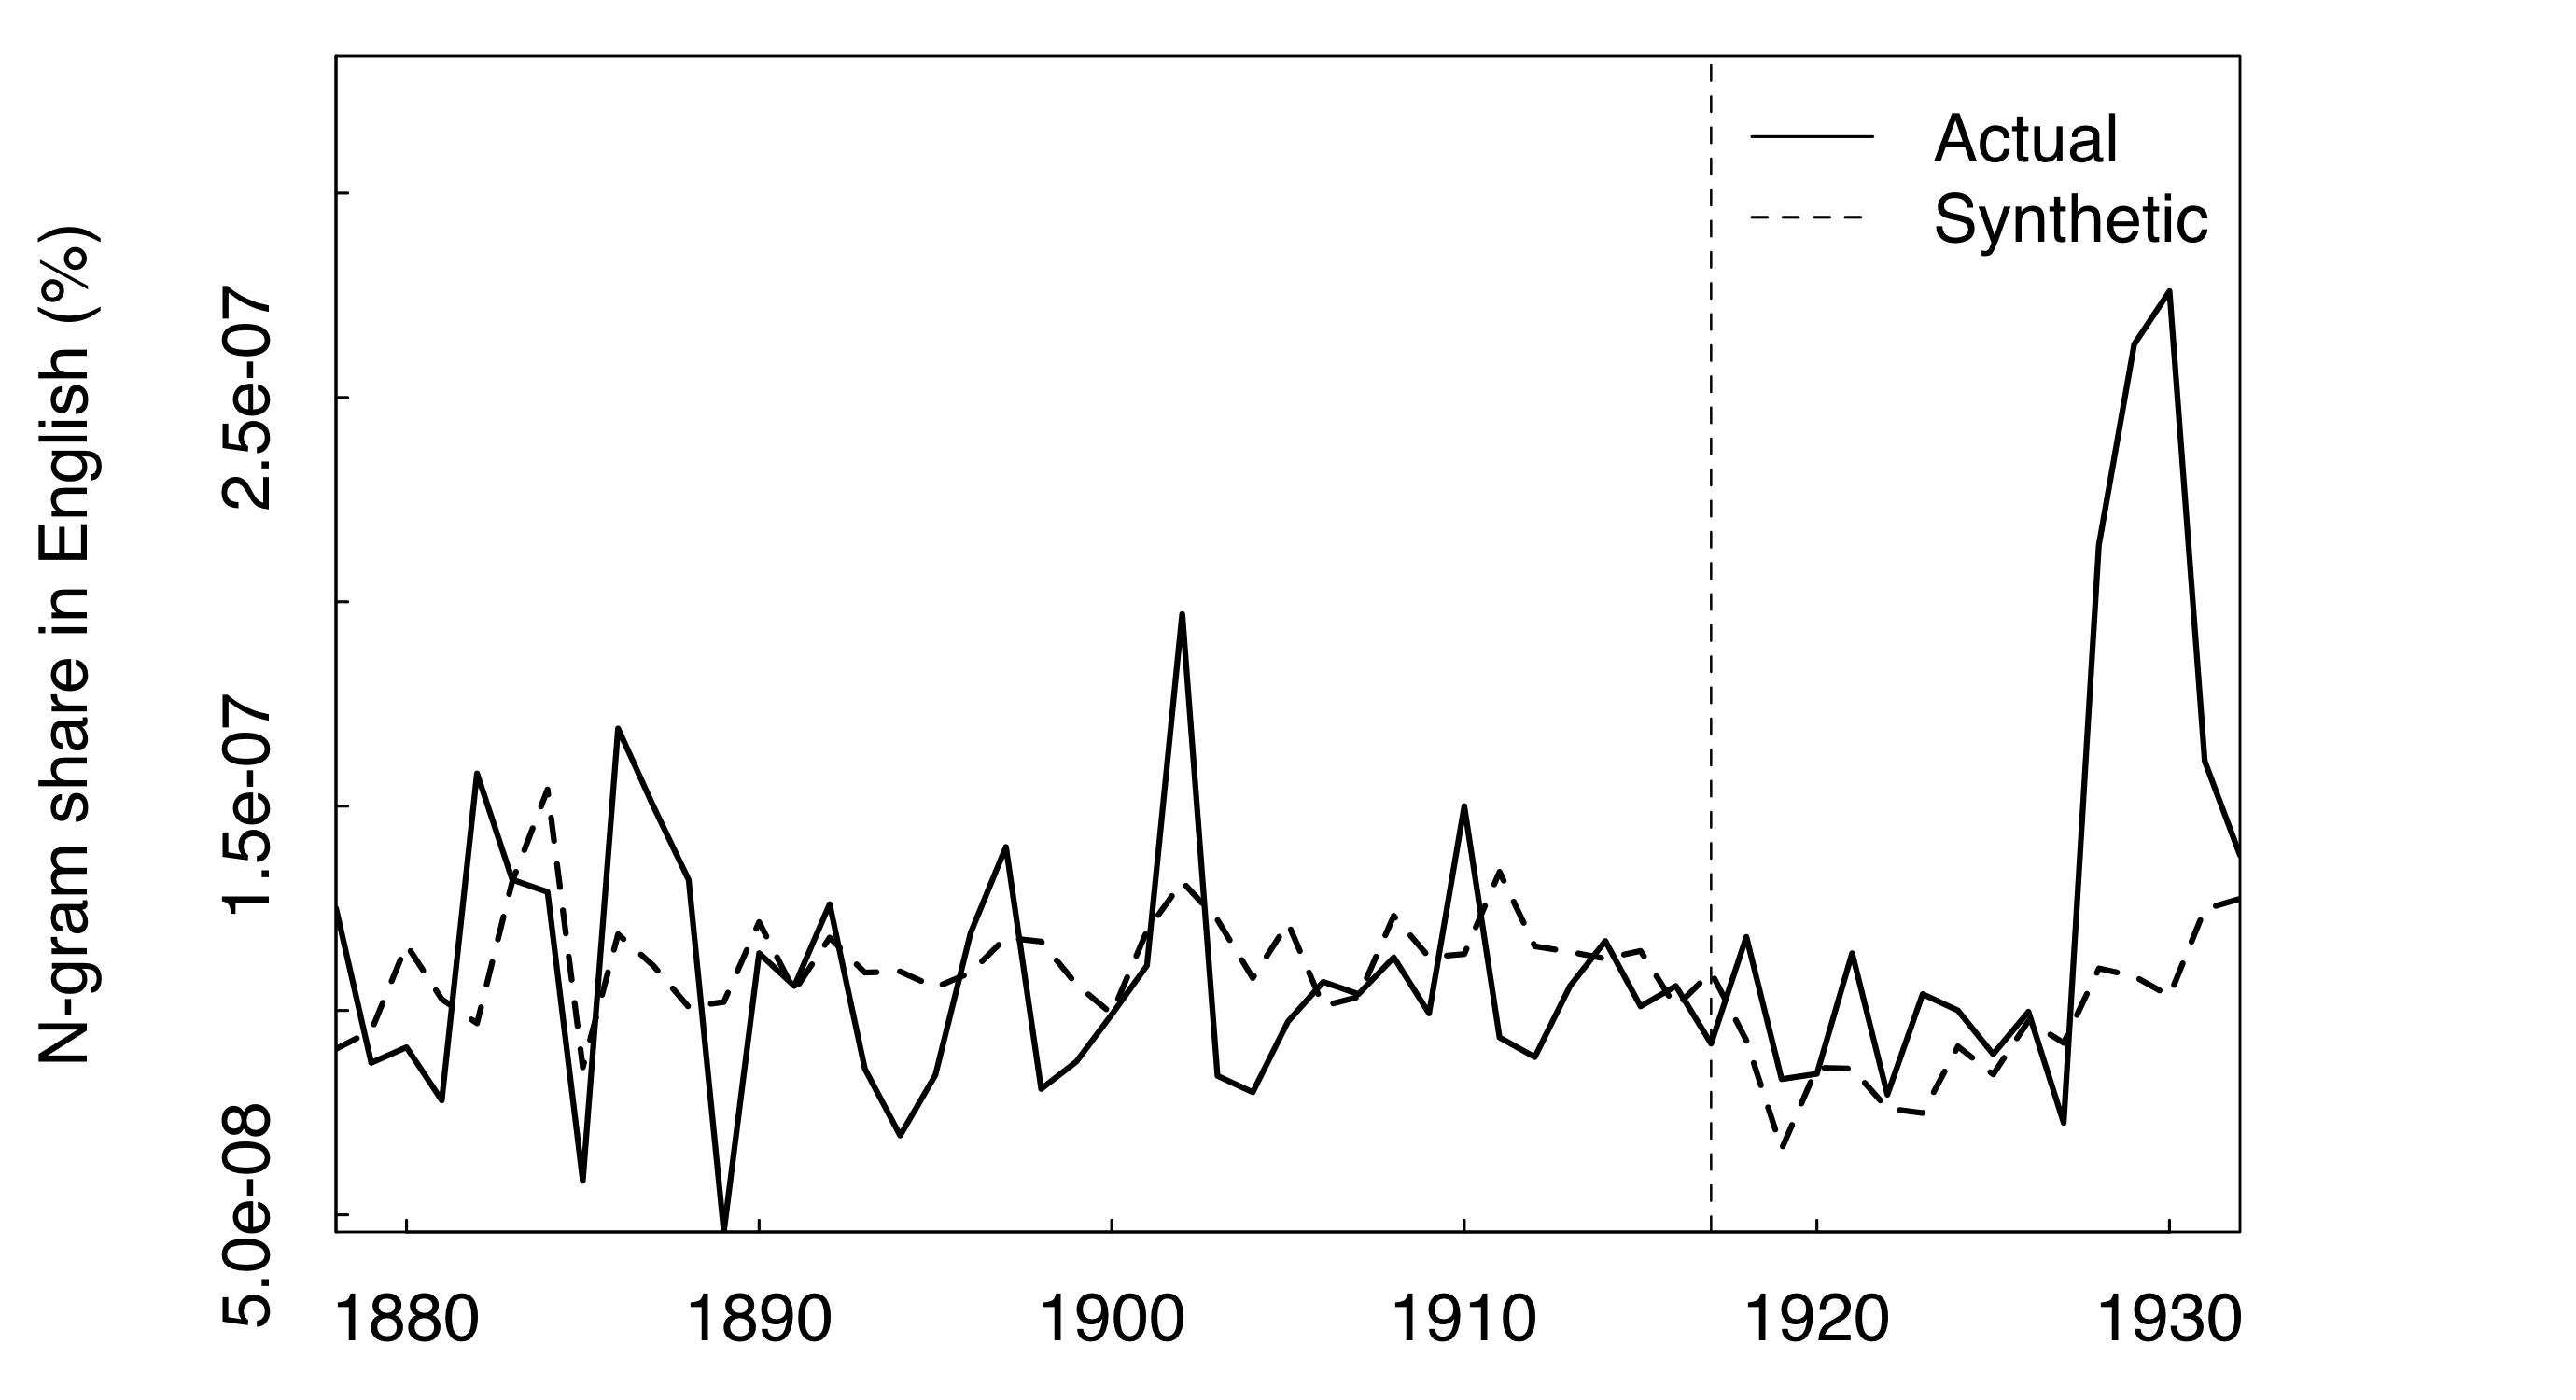 N-gram share in English (%)
2.5e-07
1.5e-07
5.0e-08
Actual
Synthetic
1880 1890 1900 1910 1920 1930